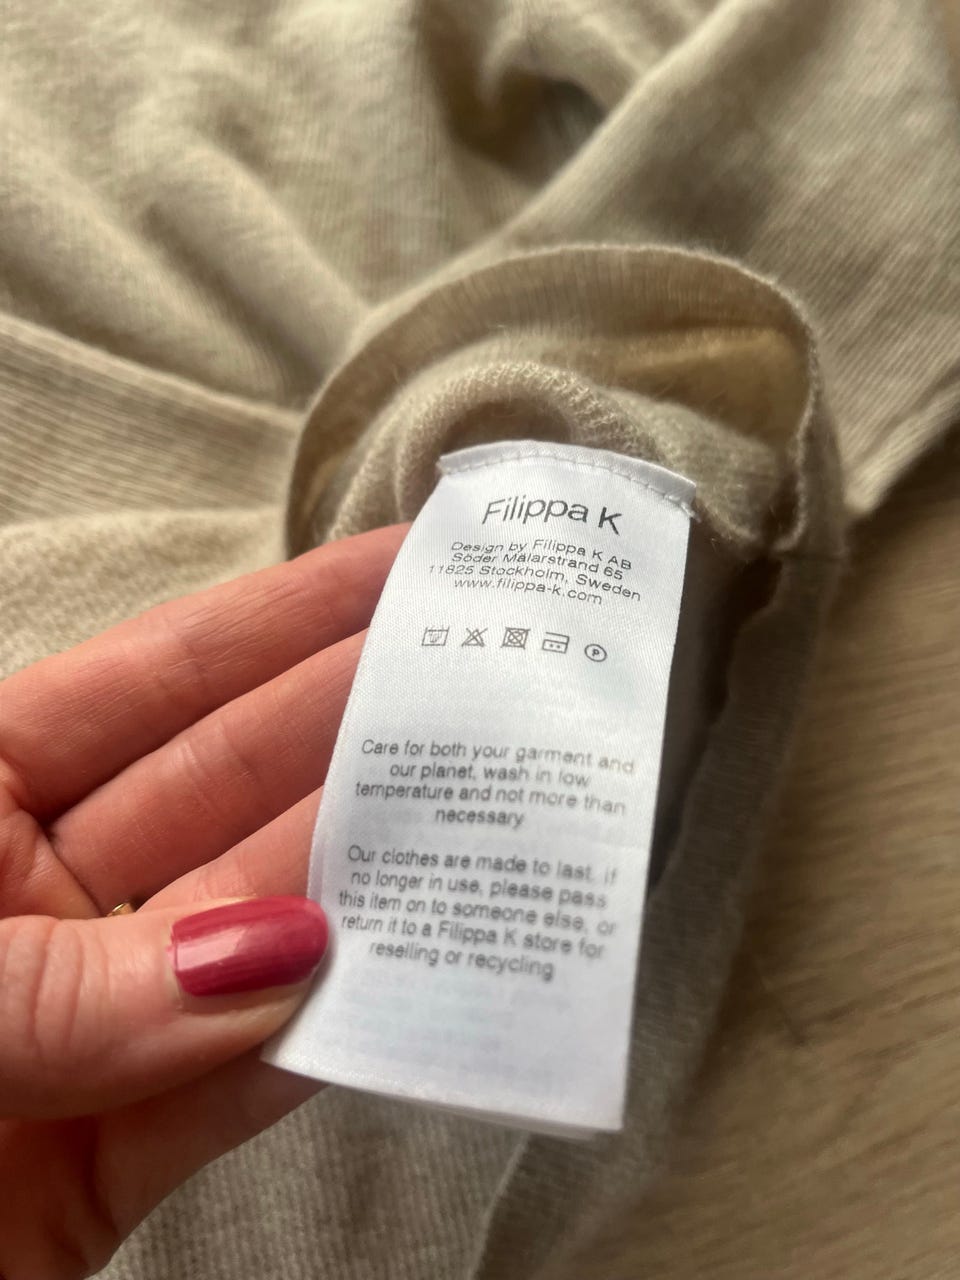 Filippa K
Design by Filippa K AB
Söder Mälarstrand 65
11825 Stockholm, Sweden
www.filippa-k.com
P
Care for both your garment and
our planet, wash in low
temperature and not more than
necessary
Our clothes are made to last, if
no longer in use, please pass
this item on to someone else, or
return it to a Filippa K store for
reselling or recycling